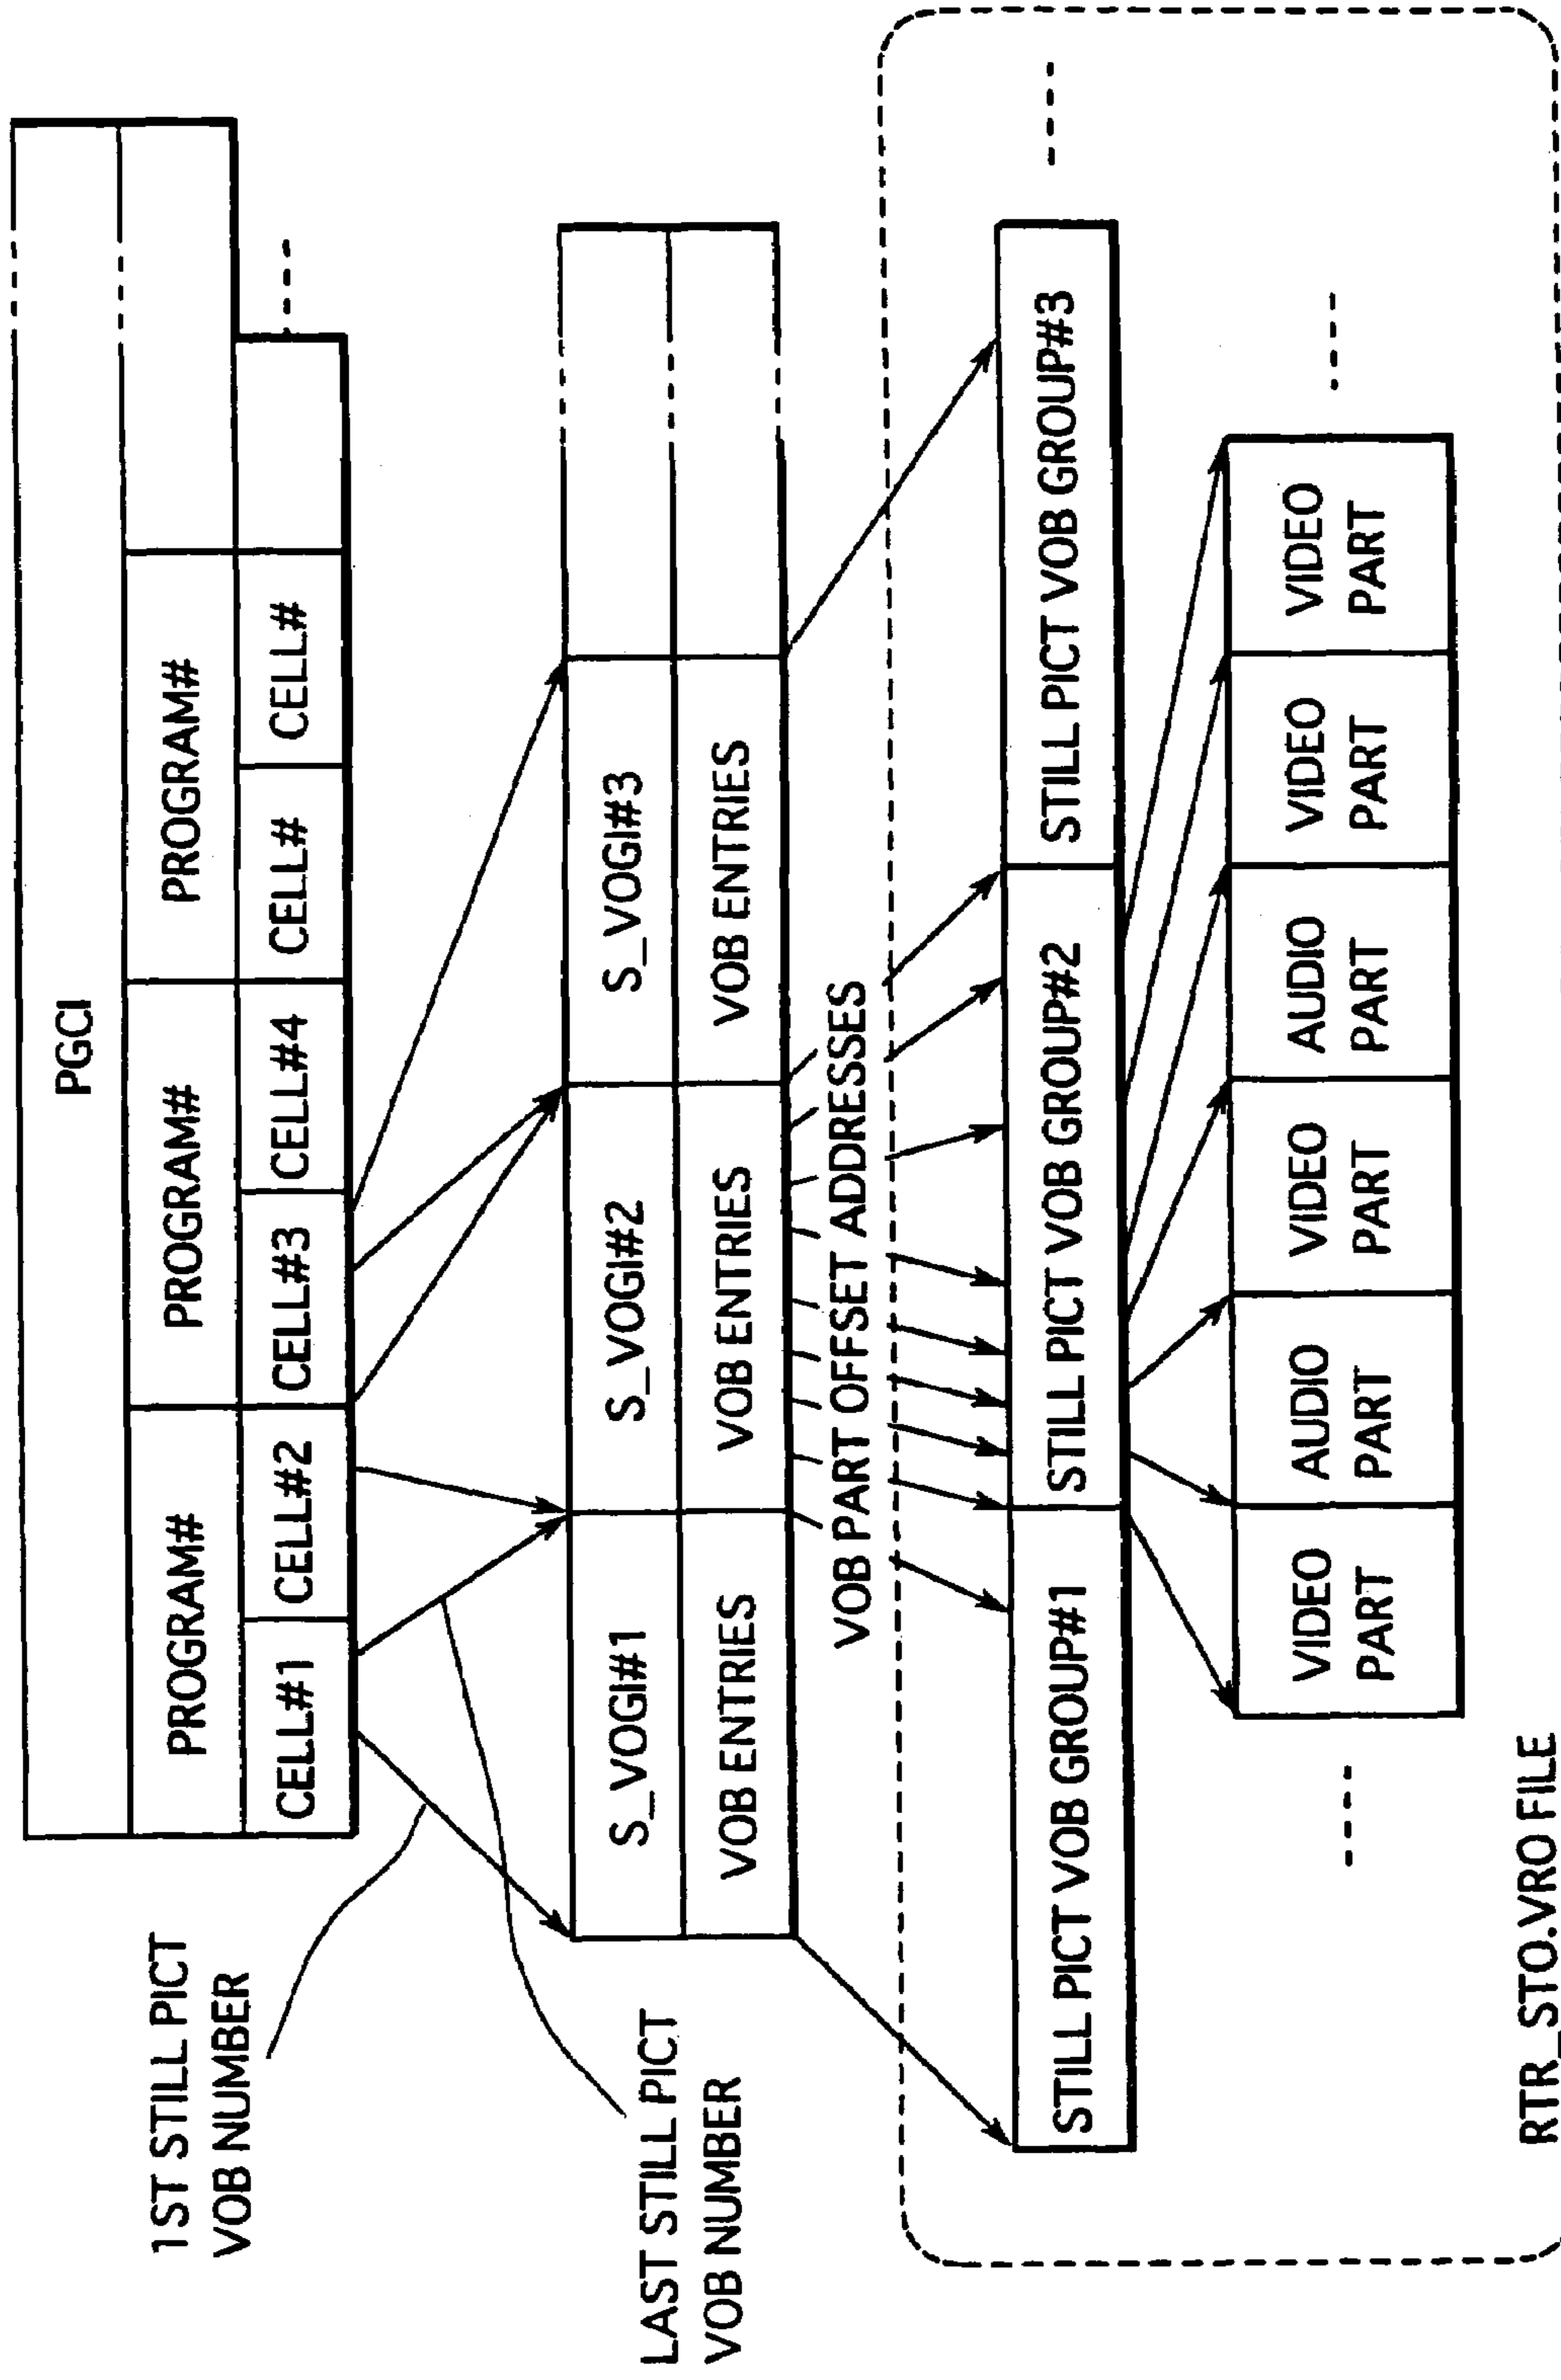 PGCI
PROGRAM#
PROGRAM#
PROGRAM#
CELL#1
CELL#2
CELL#3
CELL#4
CELL#
CELL#
1ST STILL PICT
VOB NUMBER
LAST STILL PICT
VOB NUMBER
S_VOGI#1
S_VOGI#2
S_VOGI#3
VOB ENTRIES
VOB ENTRIES
VOB ENTRIES
VOB PART OFFSET ADDRESSES
STILL PICT VOB GROUP#1
STILL PICT VOB GROUP#2
STILL PICT VOB GROUP#3
VIDEO
PART
AUDIO
PART
VIDEO
PART
AUDIO
PART
VIDEO
PART
VIDEO
PART
RTR_STO.VRO FILE